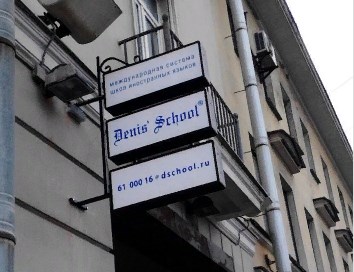 международная система
школ иностранных языков
Denis' School®
61 000 16 • dschool.ru